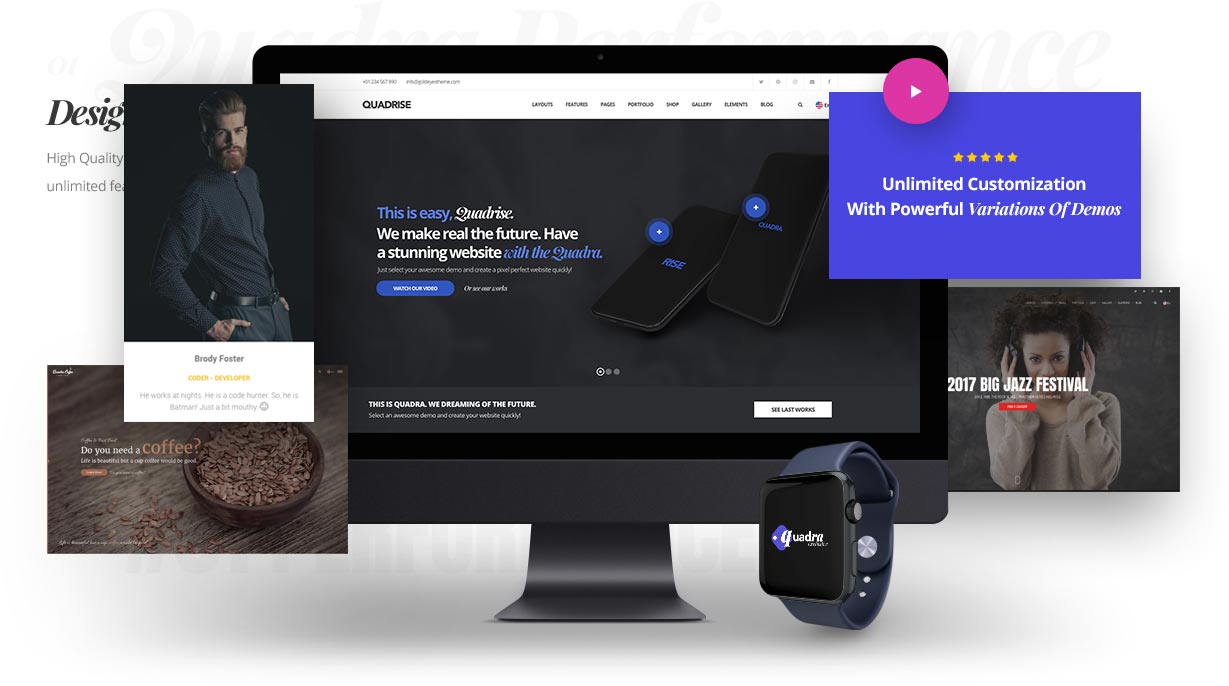 Quadra Performance
01
Desig
High Quality
unlimited fea
+01 234 567 890 info@goldeyestheme.com
QUADRISE
LAYOUTS FEATURES PAGES PORTFOLIO SHOP GALLERY ELEMENTS BLOG
En
This is easy, Quadrise.
We make real the future. Have
a stunning website with the Quadra.
Just select your awesome demo and create a pixel perfect website quickly!
WATCH OUR VIDEO Or see our works
RISE
QUADRA
THIS IS QUADRA. WE DREAMING OF THE FUTURE.
Select an awesome demo and create your website quickly!
SEE LAST WORKS
Unlimited Customization
With Powerful Variations Of Demos
Brody Foster
CODER - DEVELOPER
He works at nights. He is a code hunter. So, he is
Batman! Just a bit mouthy.
Do you need a coffee?
Life is beautiful but a cup coffee would be good.
2017 BIG JAZZ FESTIVAL
Quadra